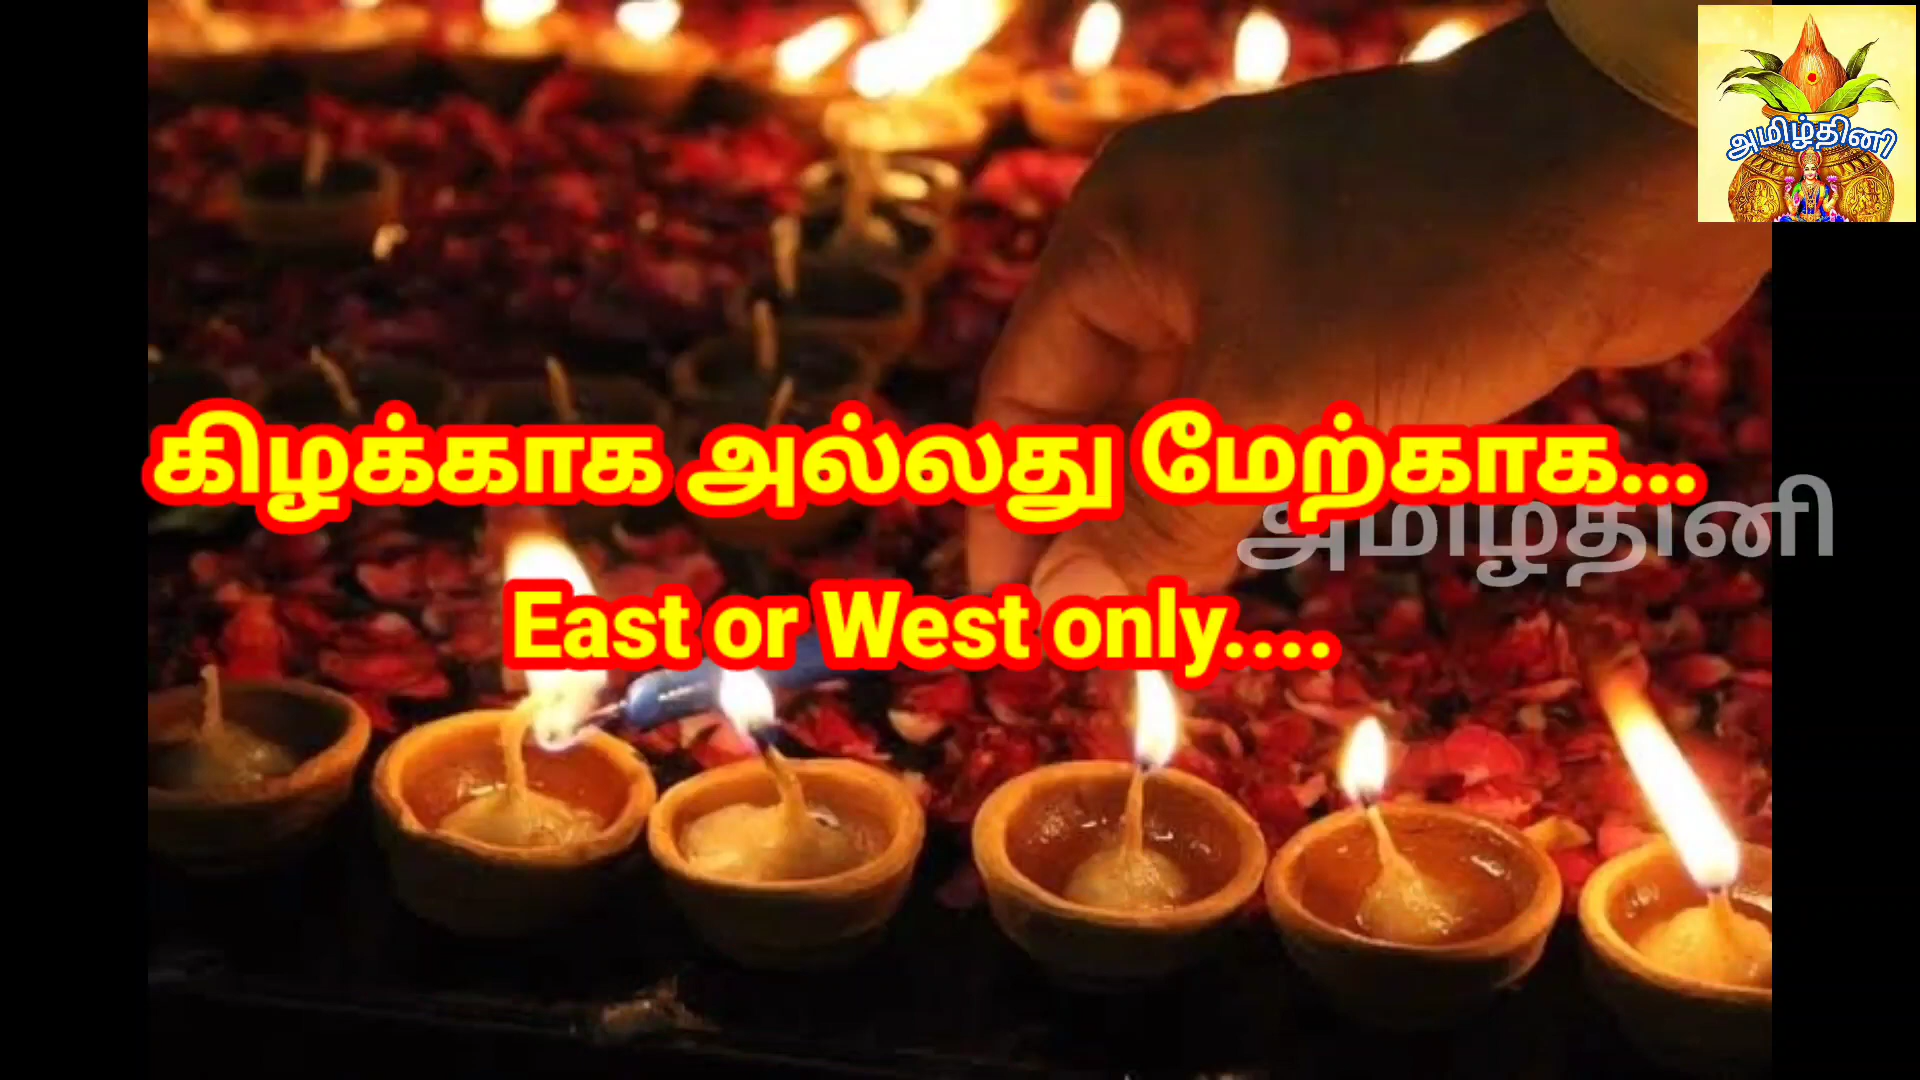 அமிழ்தினி
கிழக்காக அல்லது மேற்காக...
அமிழ்தினி
East or West only....